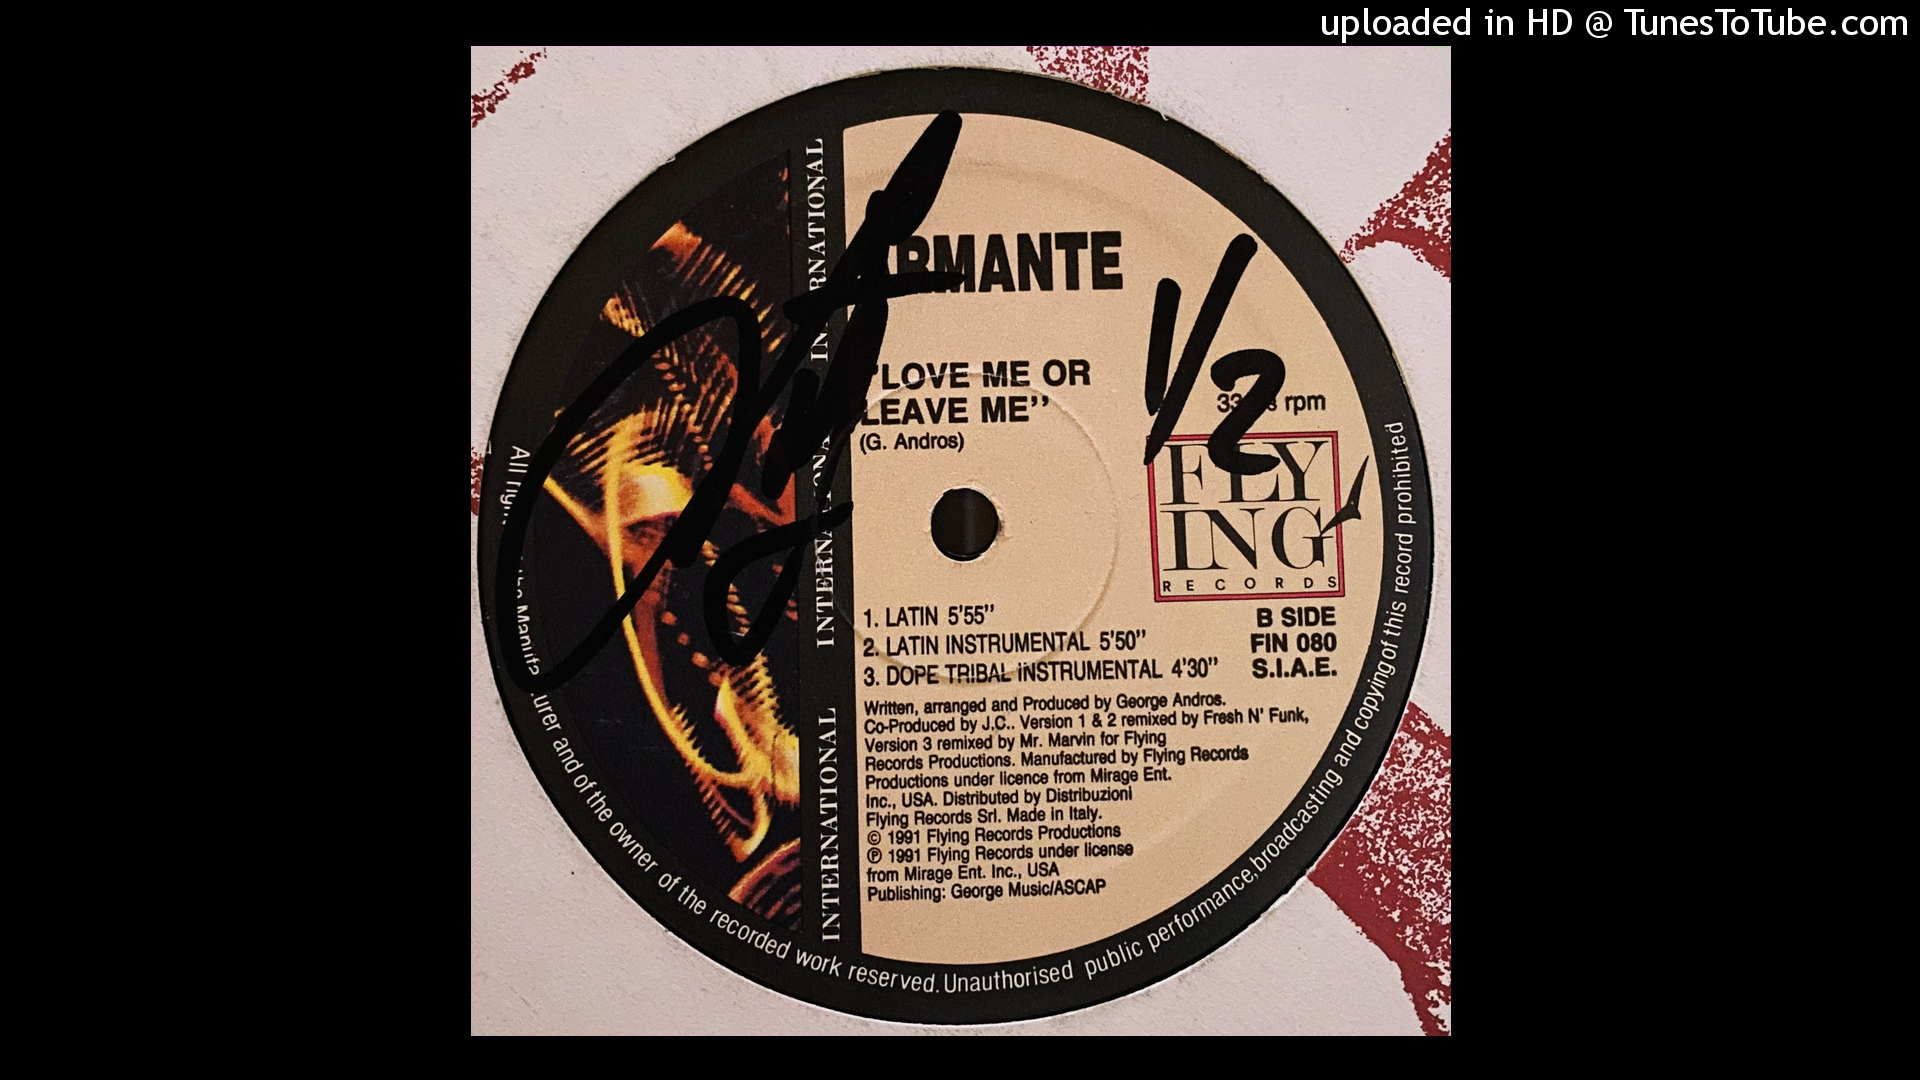 uploaded in HD @ TunesToTube.com
INTERNATIONAL
INTERNATIONAL
INTERNATIONAL
ARMANTE
1/2
"LOVE ME OR
LEAVE ME"
(G. Andros)
rpm
FLY
ING
RECORDS
B SIDE
FIN 080
S.I.A.E.
1. LATIN 5'55"
2. LATIN INSTRUMENTAL 5'50"
3. DOPE TRIBAL INSTRUMENTAL 4'30"
Written, arranged and Produced by George Andros.
Co-Produced by J.C.. Version 1 & 2 remixed by Fresh N' Funk,
Version 3 remixed by Mr. Marvin for Flying
Records Productions. Manufactured by Flying Records
Productions under licence from Mirage Ent.
Inc., USA. Distributed by Distribuzioni
Flying Records Srl. Made in Italy.
© 1991 Flying Records Productions
℗ 1991 Flying Records under license
from Mirage Ent. Inc., USA
Publishing: George Music/ASCAP
All and of the owner of the recorded work reserved. Unauthorised public performance, broadcasting and copying of this record prohibited